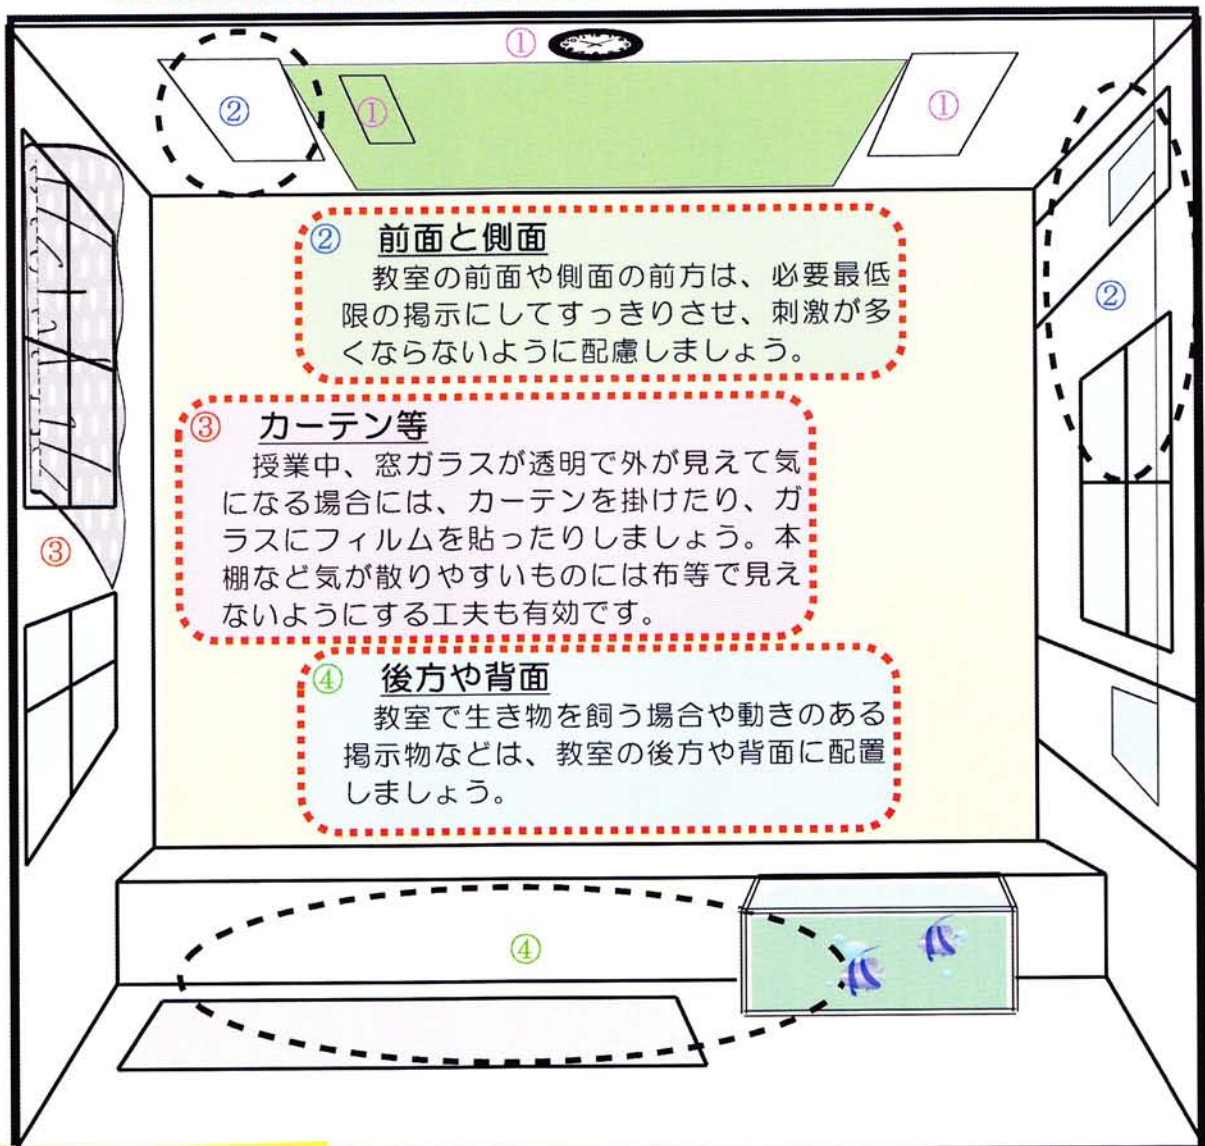 ①
②
①
①
② 前面と側面
教室の前面や側面の前方は、必要最低
限の掲示にしてすっきりさせ、刺激が多
くならないように配慮しましょう。
②
③ カーテン等
授業中、窓ガラスが透明で外が見えて気
になる場合には、カーテンを掛けたり、ガ
ラスにフィルムを貼ったりしましょう。本
棚など気が散りやすいものには布等で見え
ないようにする工夫も有効です。
③
④ 後方や背面
教室で生き物を飼う場合や動きのある
掲示物などは、教室の後方や背面に配置
しましょう。
④